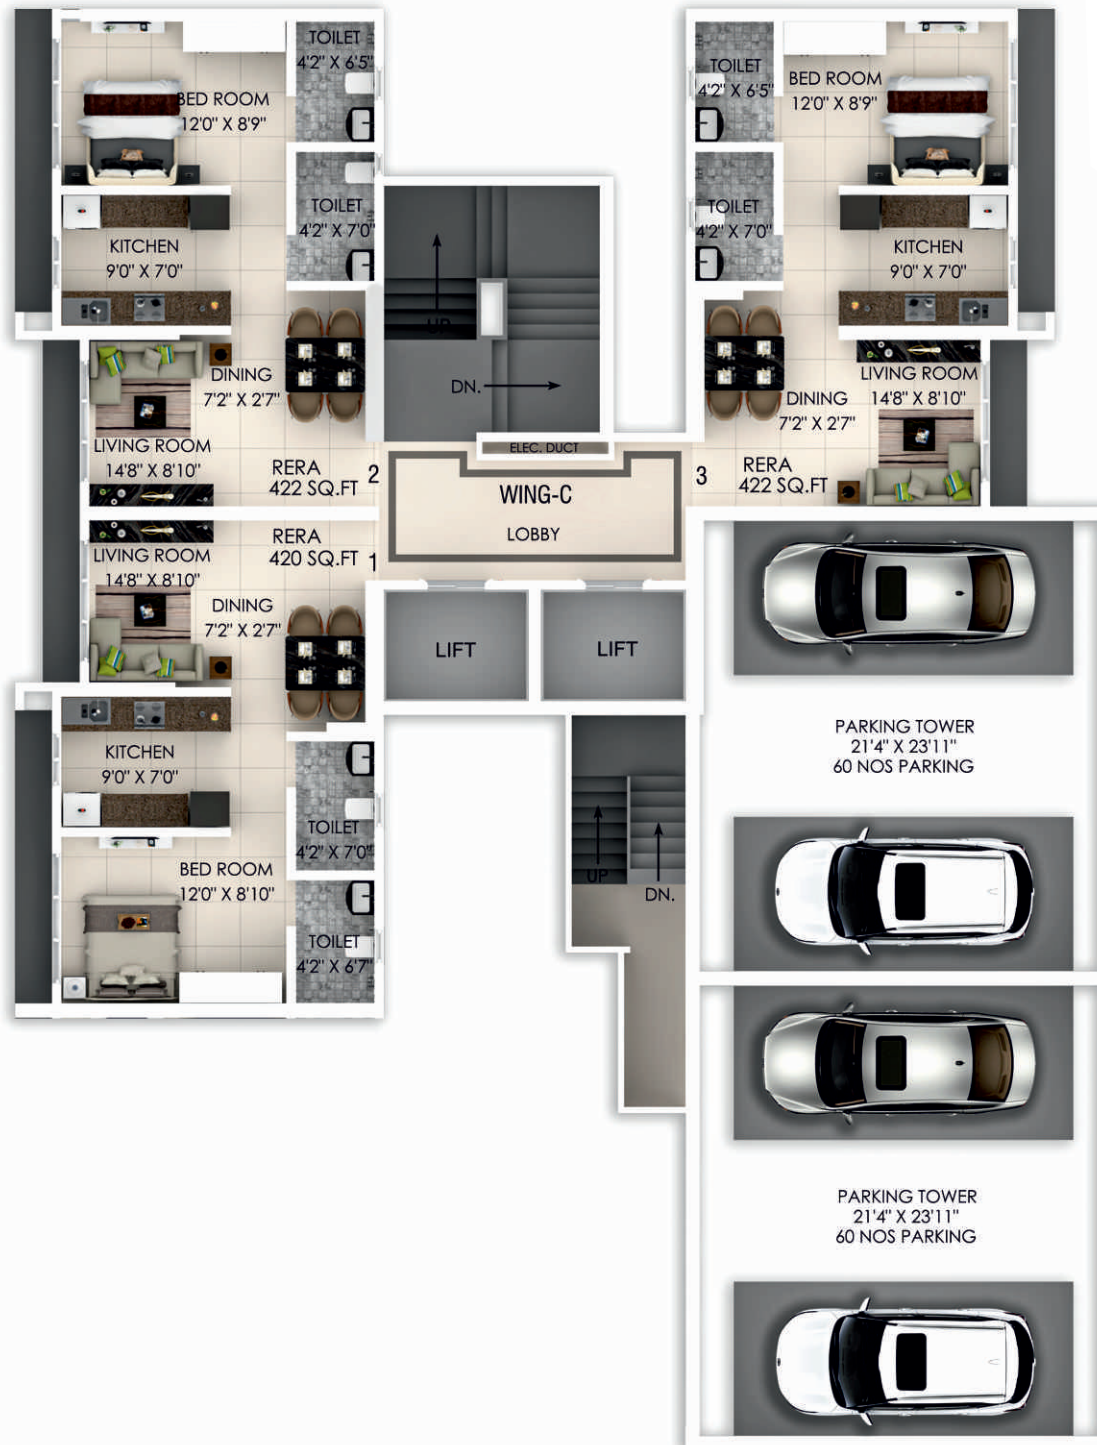 TOILET
4'2" X 6'5"
BED ROOM
12'0" X 8'9"
TOILET
4'2" X 7'0"
KITCHEN
9'0" X 7'0"
DINING
7'2" X 2'7"
LIVING ROOM
14'8" X 8'10"
RERA
422 SQ.FT
2
UP
DN.
ELEC. DUCT
WING-C
LOBBY
TOILET
4'2" X 6'5"
BED ROOM
12'0" X 8'9"
TOILET
4'2" X 7'0"
KITCHEN
9'0" X 7'0"
LIVING ROOM
14'8" X 8'10"
DINING
7'2" X 2'7"
3
RERA
422 SQ.FT
RERA
420 SQ.FT
1
LIVING ROOM
14'8" X 8'10"
DINING
7'2" X 2'7"
LIFT
LIFT
KITCHEN
9'0" X 7'0"
TOILET
4'2" X 7'0"
BED ROOM
12'0" X 8'10"
TOILET
4'2" X 6'7"
UP
DN.
PARKING TOWER
21'4" X 23'11"
60 NOS PARKING
PARKING TOWER
21'4" X 23'11"
60 NOS PARKING